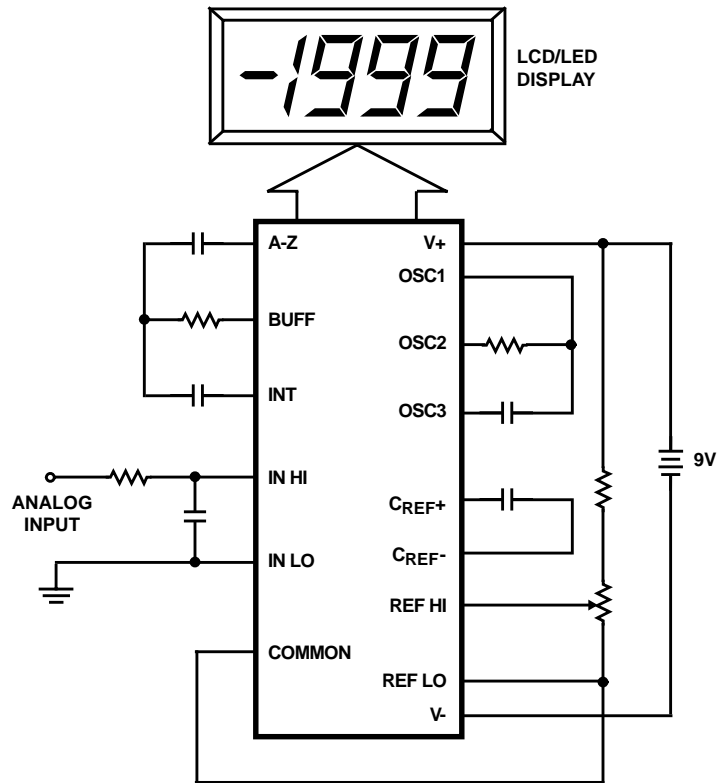 -1999
LCD/LED
DISPLAY
A-Z
V+
OSC1
BUFF
OSC2
INT
OSC3
IN HI
9V
ANALOG
INPUT
CREF+
IN LO
CREF-
REF HI
COMMON
REF LO
V-